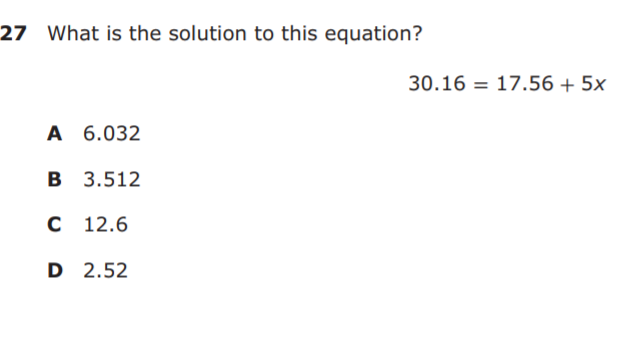 27 What is the solution to this equation?
30.16 = 17.56 + 5x
A 6.032
B 3.512
C 12.6
D 2.52